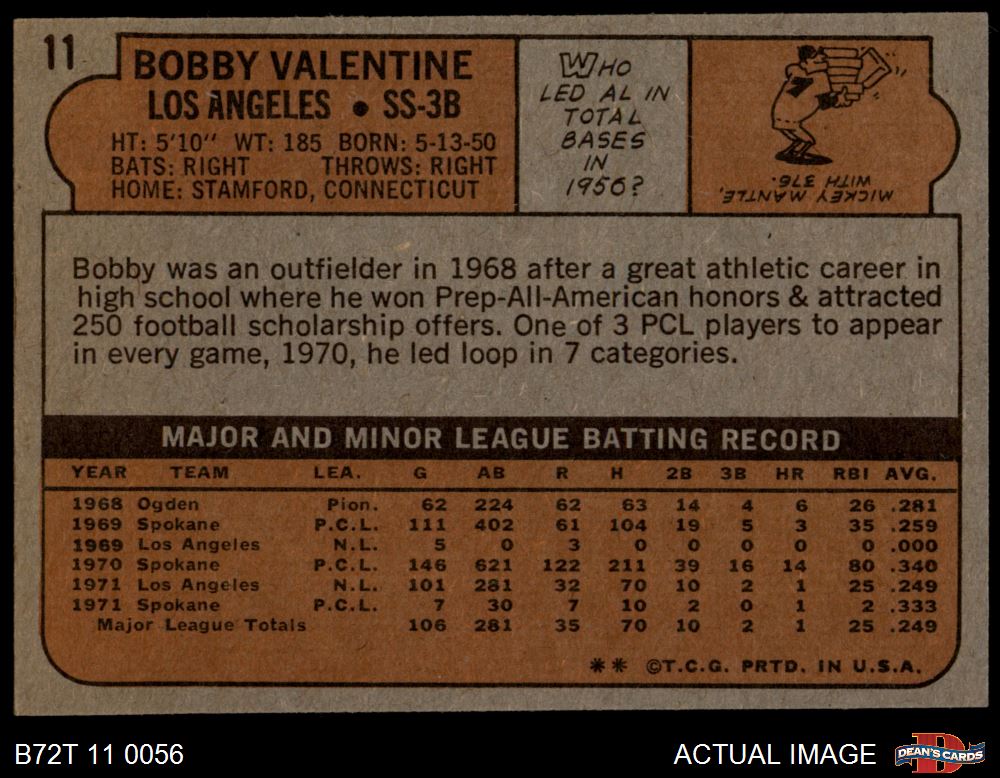 11
BOBBY VALENTINE
LOS ANGELES • SS-3B
HT: 5'10" WT: 185 BORN: 5-13-50
BATS: RIGHT THROWS: RIGHT
HOME: STAMFORD, CONNECTICUT
WHO
LED AL IN
TOTAL
BASES
IN
1956?
7
MICKEY MANTLE,
WITH 376.
Bobby was an outfielder in 1968 after a great athletic career in
high school where he won Prep-All-American honors & attracted
250 football scholarship offers. One of 3 PCL players to appear
in every game, 1970, he led loop in 7 categories.
MAJOR AND MINOR LEAGUE BATTING RECORD
YEAR TEAM LEA. G AB R H 2B 3B HR RBI AVG.
1968 Ogden Pion. 62 224 62 63 14 4 6 26 .281
1969 Spokane P.C.L. 111 402 61 104 19 5 3 35 .259
1969 Los Angeles N.L. 5 0 3 0 0 0 0 0 .000
1970 Spokane P.C.L. 146 621 122 211 39 16 14 80 .340
1971 Los Angeles N.L. 101 281 32 70 10 2 1 25 .249
1971 Spokane P.C.L. 7 30 7 10 2 0 1 2 .333
Major League Totals 106 281 35 70 10 2 1 25 .249
** ©T.C.G. PRTD. IN U.S.A.
B72T 11 0056
ACTUAL IMAGE
D
DEAN'S CARDS